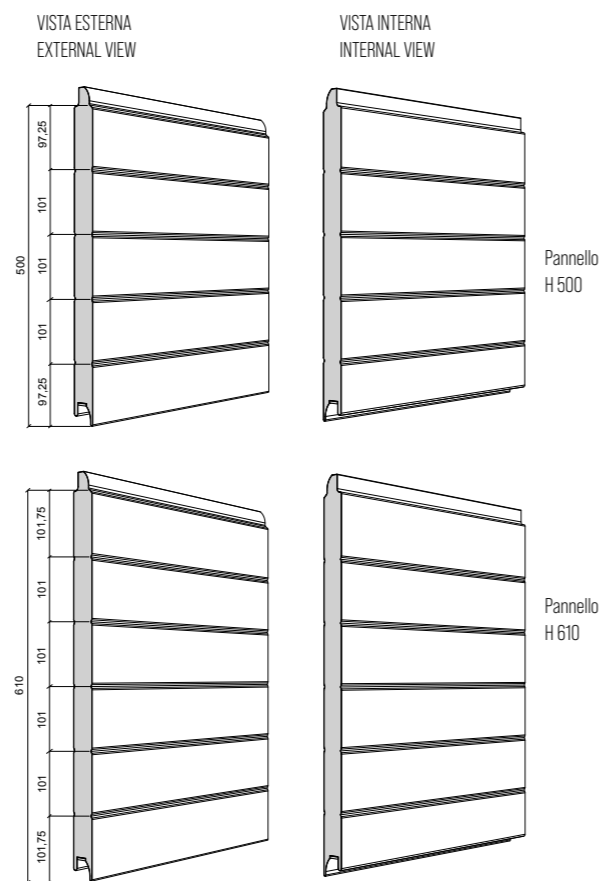 VISTA ESTERNA
EXTERNAL VIEW
VISTA INTERNA
INTERNAL VIEW
500
97,25
101
101
101
97,25
Pannello
H 500
610
101,75
101
101
101
101
101,75
Pannello
H 610